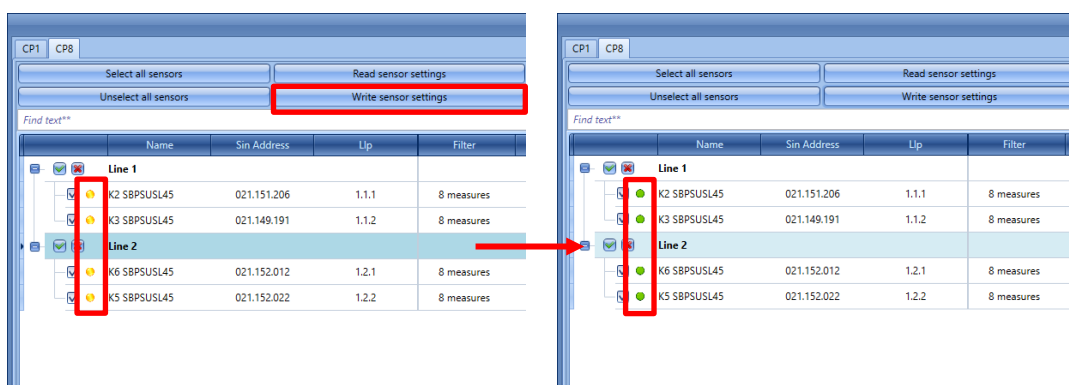 CP1 CP8
Select all sensors Read sensor settings
Unselect all sensors Write sensor settings
Find text**
Name Sin Address Llp Filter
Line 1
K2 SBPSUSL45 021.151.206 1.1.1 8 measures
K3 SBPSUSL45 021.149.191 1.1.2 8 measures
Line 2
K6 SBPSUSL45 021.152.012 1.2.1 8 measures
K5 SBPSUSL45 021.152.022 1.2.2 8 measures
CP1 CP8
Select all sensors Read sensor settings
Unselect all sensors Write sensor settings
Find text**
Name Sin Address Llp Filter
Line 1
K2 SBPSUSL45 021.151.206 1.1.1 8 measures
K3 SBPSUSL45 021.149.191 1.1.2 8 measures
Line 2
K6 SBPSUSL45 021.152.012 1.2.1 8 measures
K5 SBPSUSL45 021.152.022 1.2.2 8 measures